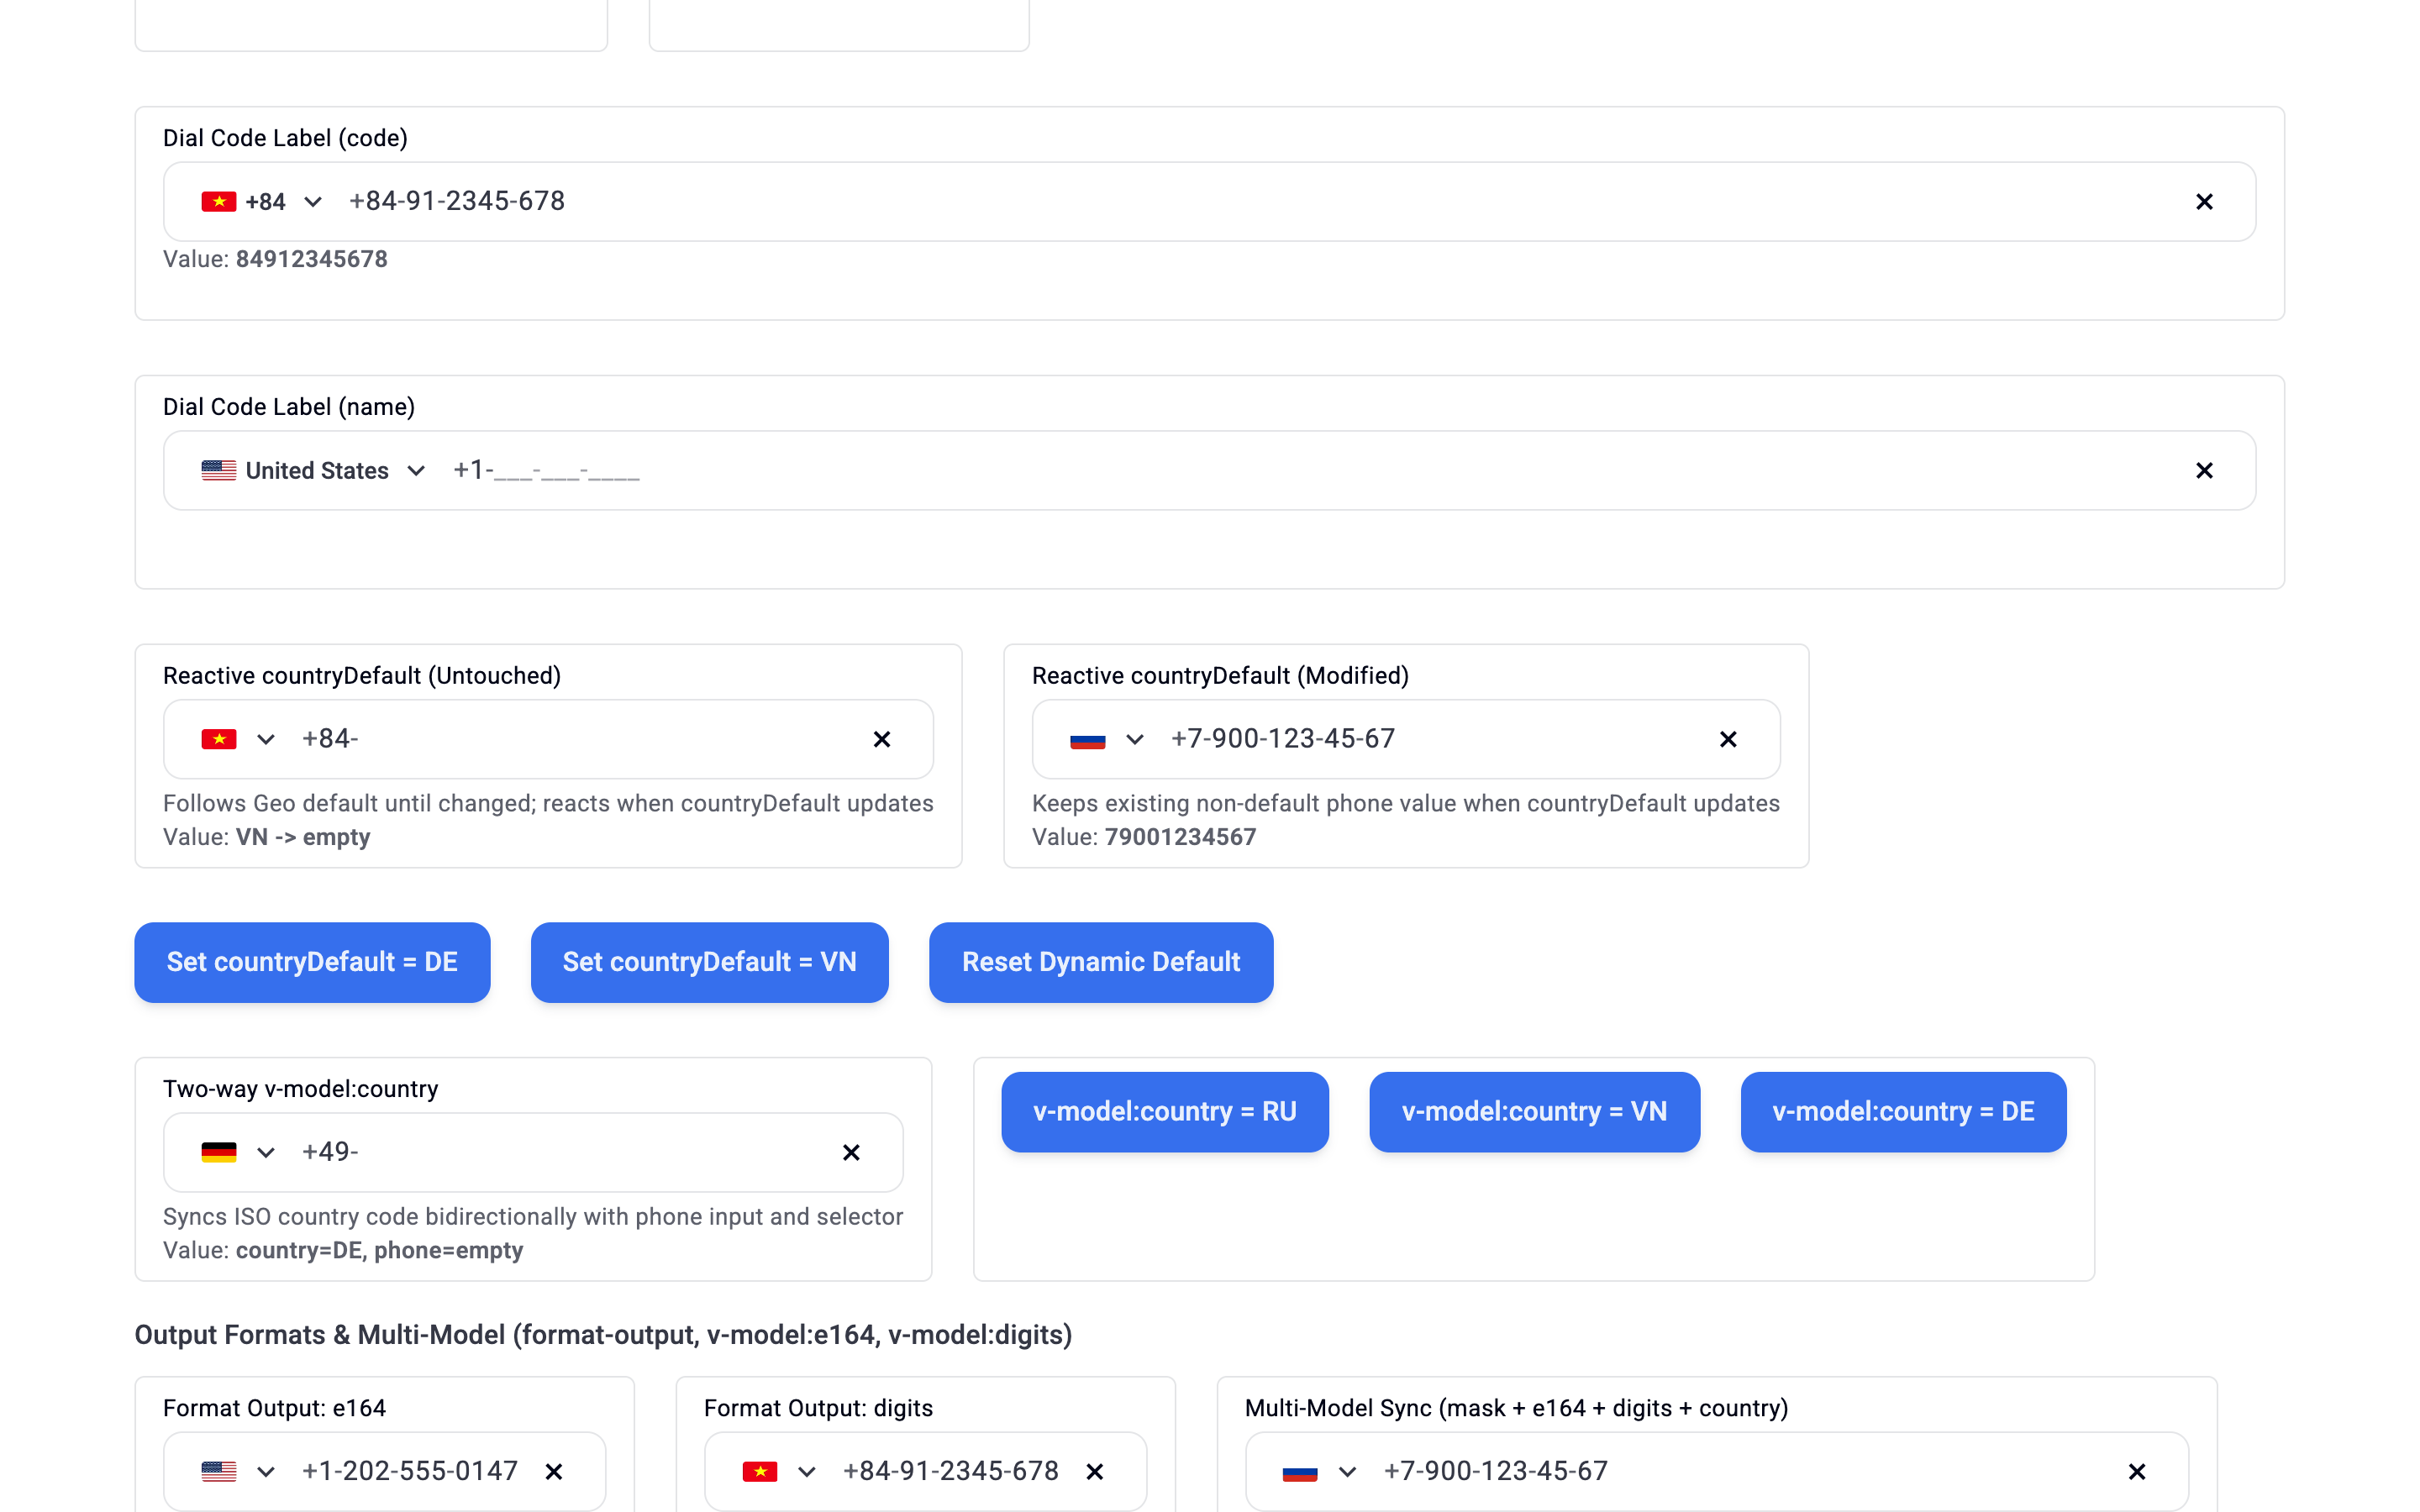 Dial Code Label (code)
+84 +84-91-2345-678
Value: 84912345678
Dial Code Label (name)
United States +1-___-___-____
Reactive countryDefault (Untouched)
+84-
Follows Geo default until changed; reacts when countryDefault updates
Value: VN -> empty
Reactive countryDefault (Modified)
+7-900-123-45-67
Keeps existing non-default phone value when countryDefault updates
Value: 79001234567
Set countryDefault = DE
Set countryDefault = VN
Reset Dynamic Default
Two-way v-model:country
+49-
Syncs ISO country code bidirectionally with phone input and selector
Value: country=DE, phone=empty
v-model:country = RU
v-model:country = VN
v-model:country = DE
Output Formats & Multi-Model (format-output, v-model:e164, v-model:digits)
Format Output: e164
+1-202-555-0147
Format Output: digits
+84-91-2345-678
Multi-Model Sync (mask + e164 + digits + country)
+7-900-123-45-67